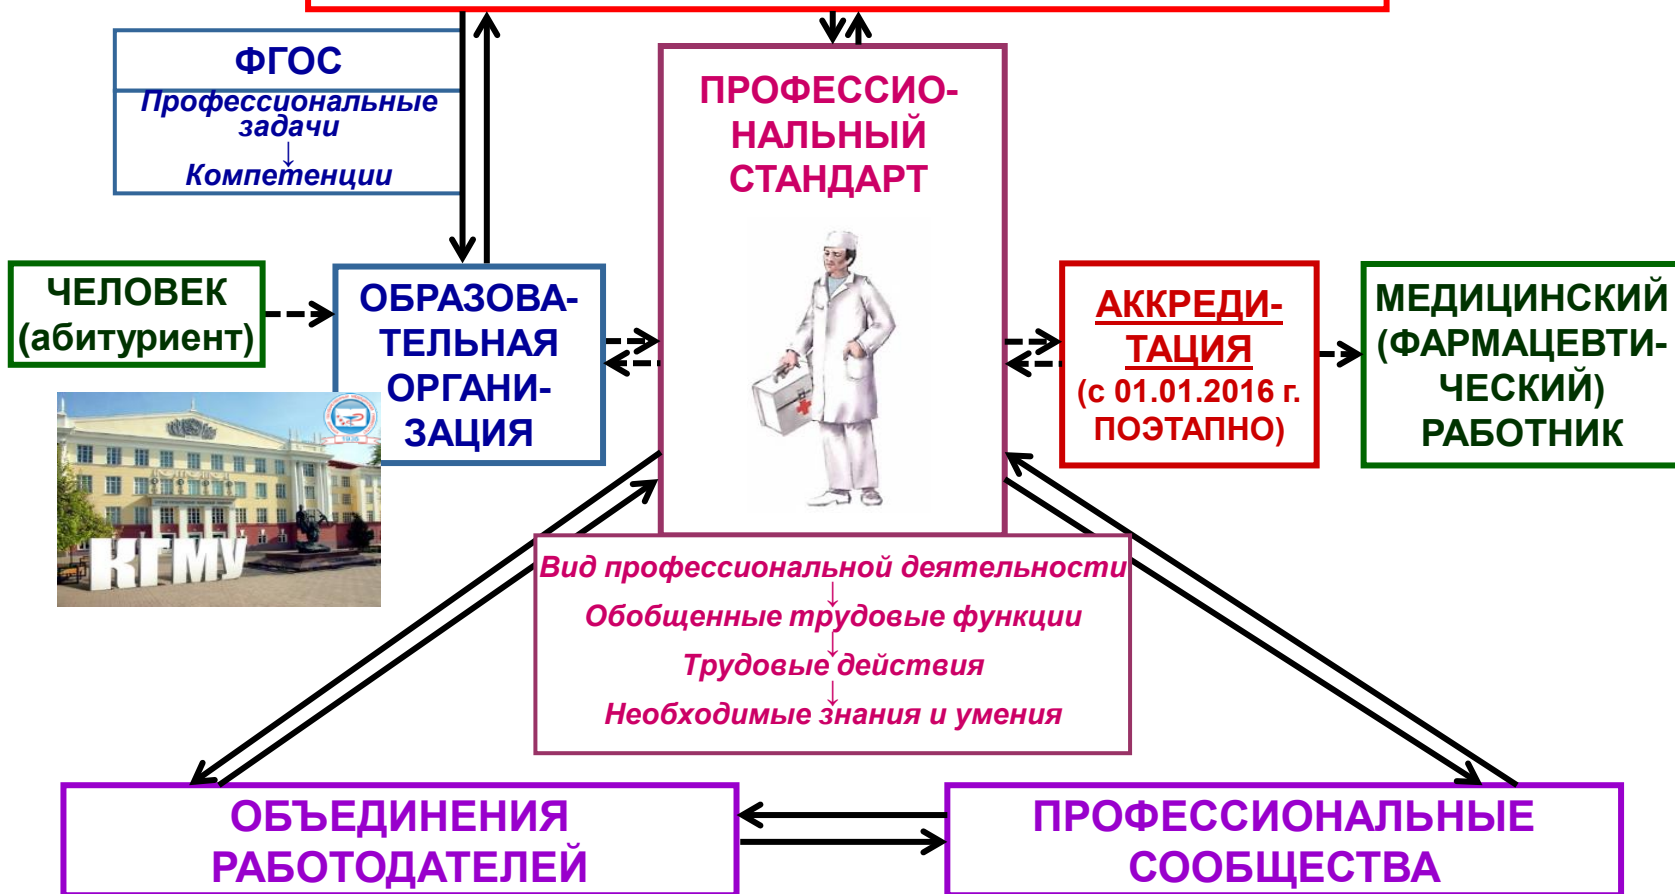 ФГОС
Профессиональные
задачи
↓
Компетенции
ПРОФЕССИО-
НАЛЬНЫЙ
СТАНДАРТ
ЧЕЛОВЕК
(абитуриент)
ОБРАЗОВА-
ТЕЛЬНАЯ
ОРГАНИ-
ЗАЦИЯ
АККРЕДИ-
ТАЦИЯ
(с 01.01.2016 г.
ПОЭТАПНО)
МЕДИЦИНСКИЙ
(ФАРМАЦЕВТИ-
ЧЕСКИЙ)
РАБОТНИК
1935
КГМУ
Вид профессиональной деятельности
↓
Обобщенные трудовые функции
↓
Трудовые действия
↓
Необходимые знания и умения
ОБЪЕДИНЕНИЯ
РАБОТОДАТЕЛЕЙ
ПРОФЕССИОНАЛЬНЫЕ
СООБЩЕСТВА